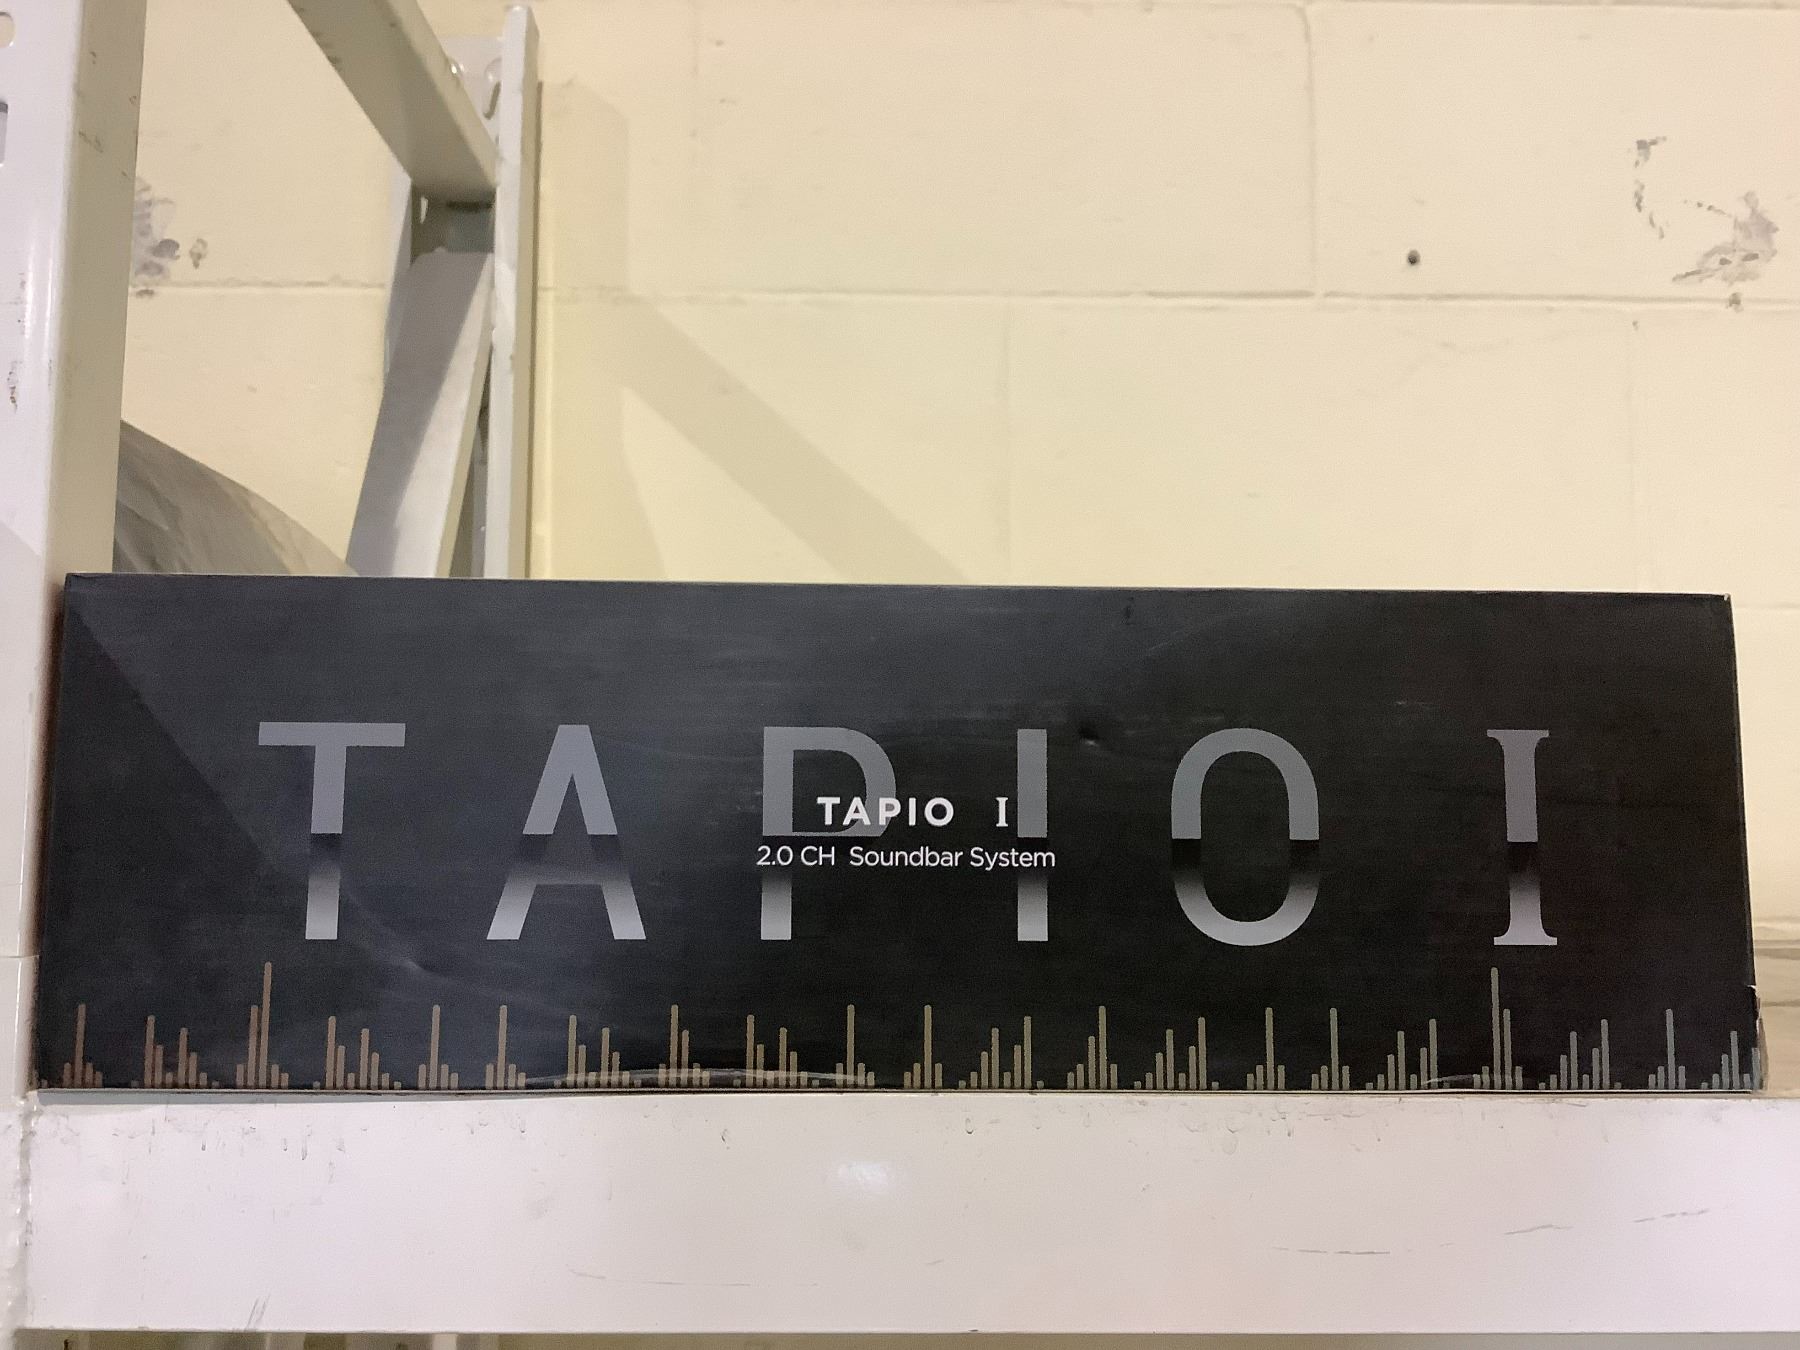 TAPIO I
TAPIO I
2.0 CH Soundbar System